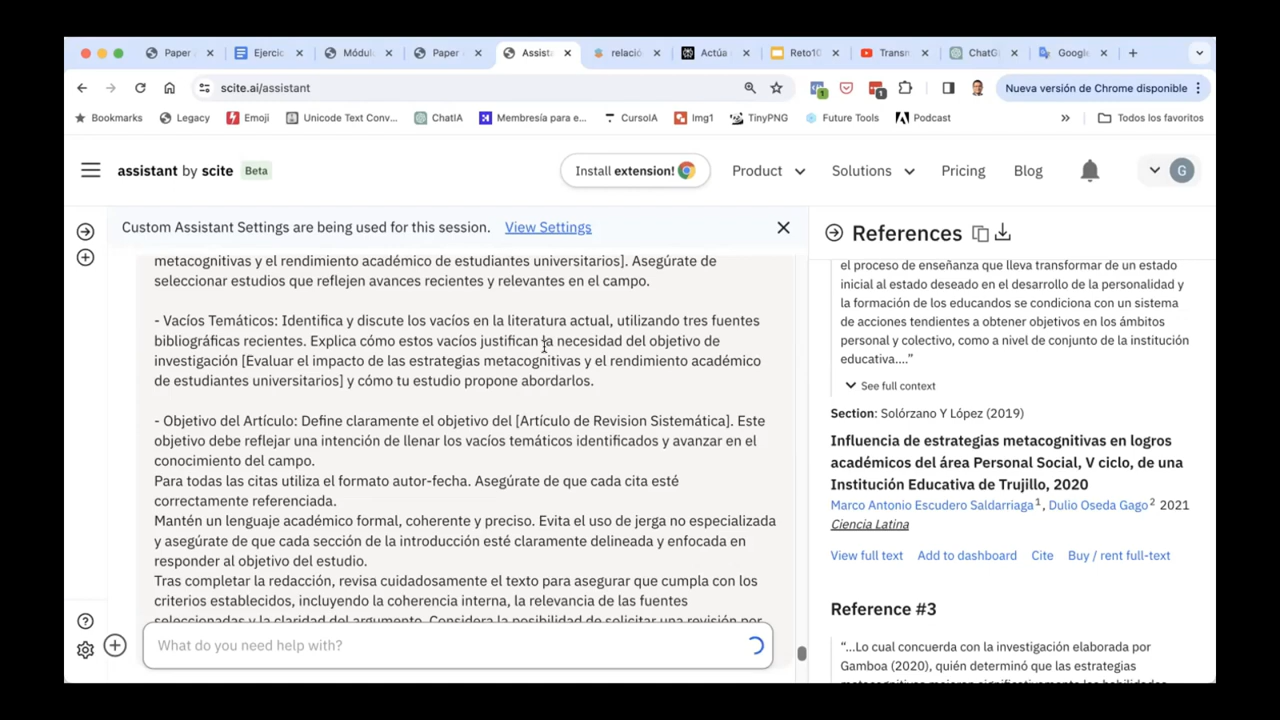 Paper
Ejercic
Módul
Paper
Assista
relació
Actúa
Reto10
Transn
ChatG
Google
scite.ai/assistant
Nueva versión de Chrome disponible
Bookmarks
Legacy
Emoji
Unicode Text Conv...
ChatIA
Membresía para e...
CursoIA
Img1
TinyPNG
Future Tools
Podcast
Todos los favoritos
assistant by scite Beta
Install extension!
Product
Solutions
Pricing
Blog
G
Custom Assistant Settings are being used for this session. View Settings
metacognitivas y el rendimiento académico de estudiantes universitarios]. Asegúrate de
seleccionar estudios que reflejen avances recientes y relevantes en el campo.
- Vacíos Temáticos: Identifica y discute los vacíos en la literatura actual, utilizando tres fuentes
bibliográficas recientes. Explica cómo estos vacíos justifican la necesidad del objetivo de
investigación [Evaluar el impacto de las estrategias metacognitivas y el rendimiento académico
de estudiantes universitarios] y cómo tu estudio propone abordarlos.
- Objetivo del Artículo: Define claramente el objetivo del [Artículo de Revision Sistemática]. Este
objetivo debe reflejar una intención de llenar los vacíos temáticos identificados y avanzar en el
conocimiento del campo.
Para todas las citas utiliza el formato autor-fecha. Asegúrate de que cada cita esté
correctamente referenciada.
Mantén un lenguaje académico formal, coherente y preciso. Evita el uso de jerga no especializada
y asegúrate de que cada sección de la introducción esté claramente delineada y enfocada en
responder al objetivo del estudio.
Tras completar la redacción, revisa cuidadosamente el texto para asegurar que cumpla con los
criterios establecidos, incluyendo la coherencia interna, la relevancia de las fuentes
seleccionadas y la claridad del argumento. Considera la posibilidad de solicitar una revisión por
What do you need help with?
References
el proceso de enseñanza que lleva transformar de un estado
inicial al estado deseado en el desarrollo de la personalidad y
la formación de los educandos se condiciona con un sistema
de acciones tendientes a obtener objetivos en los ámbitos
personal y colectivo, como a nivel de conjunto de la institución
educativa....”
See full context
Section: Solórzano Y López (2019)
Influencia de estrategias metacognitivas en logros
académicos del área Personal Social, V ciclo, de una
Institución Educativa de Trujillo, 2020
Marco Antonio Escudero Saldarriaga1, Dulio Oseda Gago2 2021
Ciencia Latina
View full text
Add to dashboard
Cite
Buy / rent full-text
Reference #3
“...Lo cual concuerda con la investigación elaborada por
Gamboa (2020), quién determinó que las estrategias